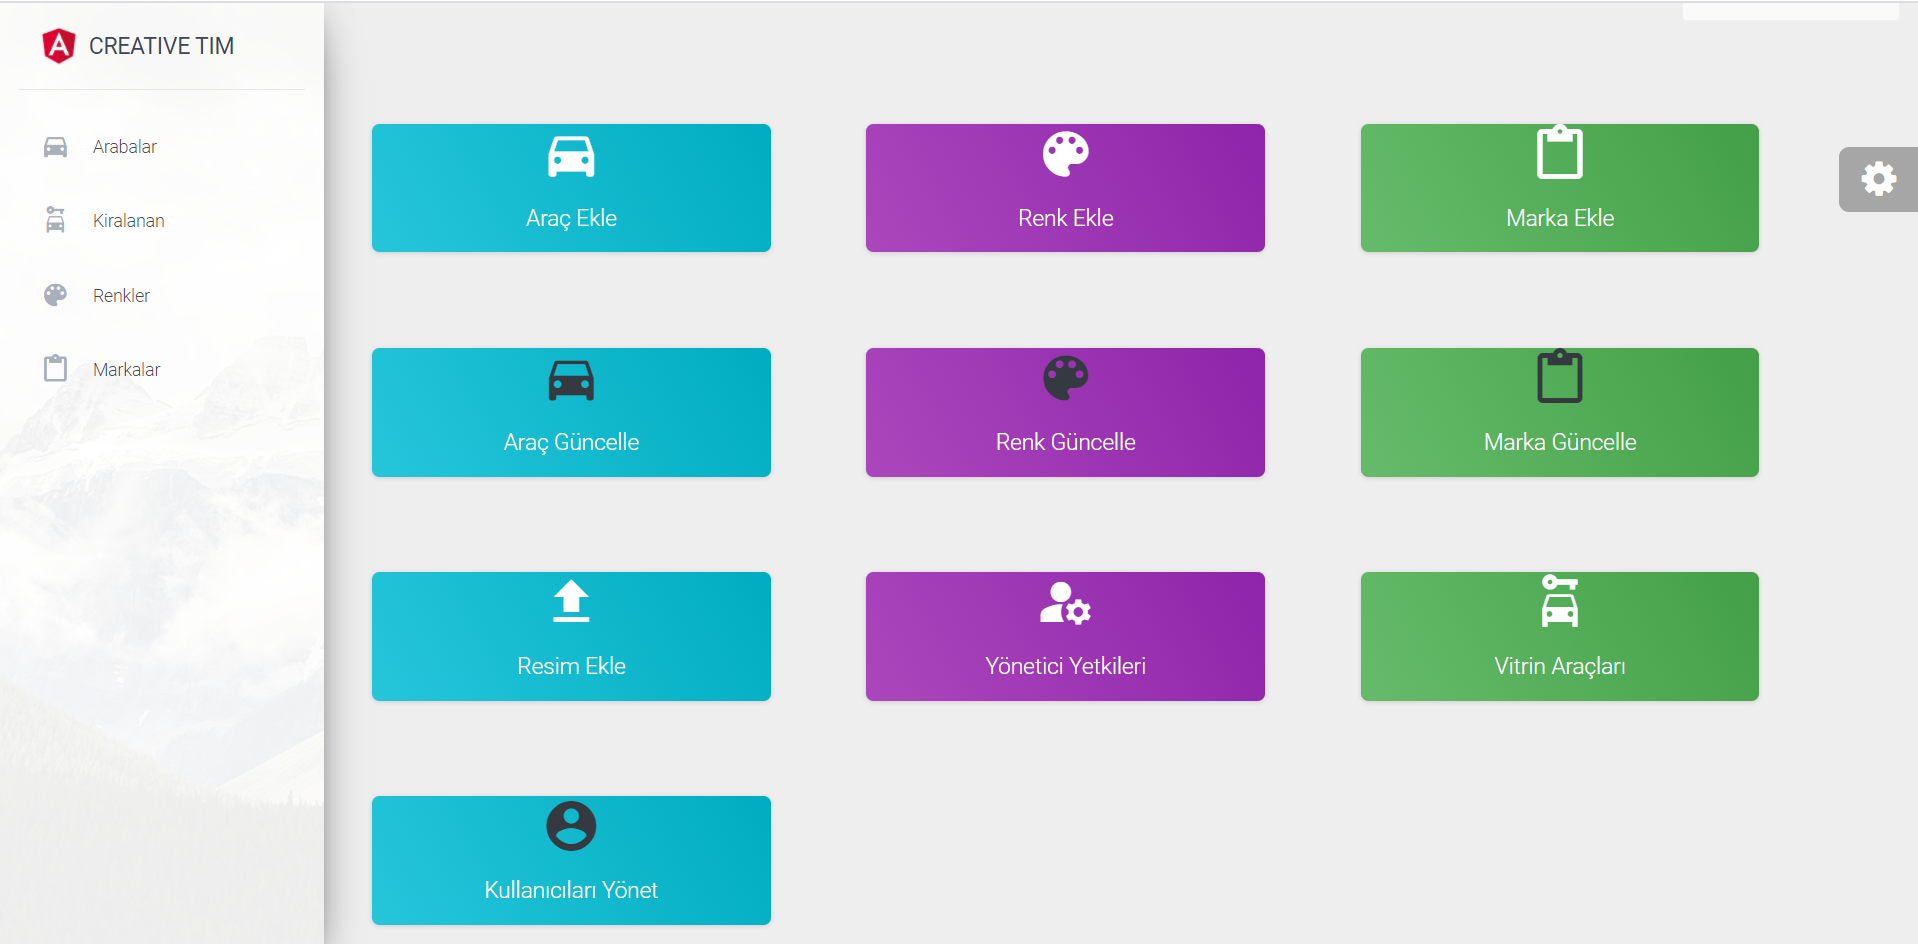 CREATIVE TIM
Arabalar
Kiralanan
Renkler
Markalar
Araç Ekle
Renk Ekle
Marka Ekle
Araç Güncelle
Renk Güncelle
Marka Güncelle
Resim Ekle
Yönetici Yetkileri
Vitrin Araçları
Kullanıcıları Yönet